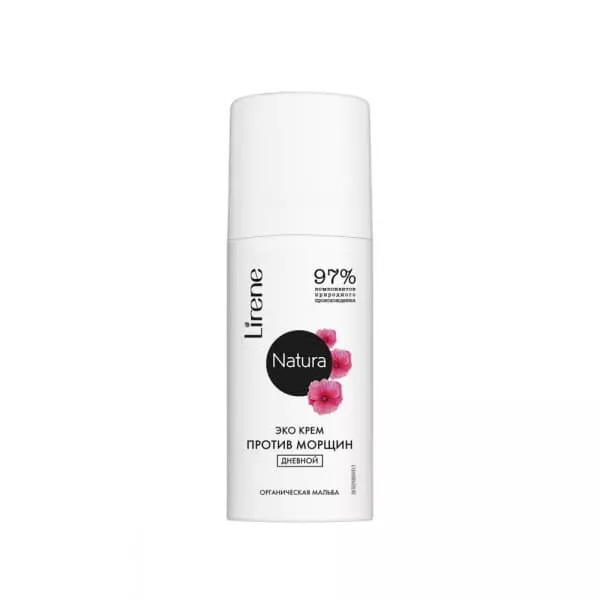 Lirene
97%
компонентов
природного
происхождения
Natura
ЭКО КРЕМ
ПРОТИВ МОРЩИН
ДНЕВНОЙ
ОРГАНИЧЕСКАЯ МАЛЬВА